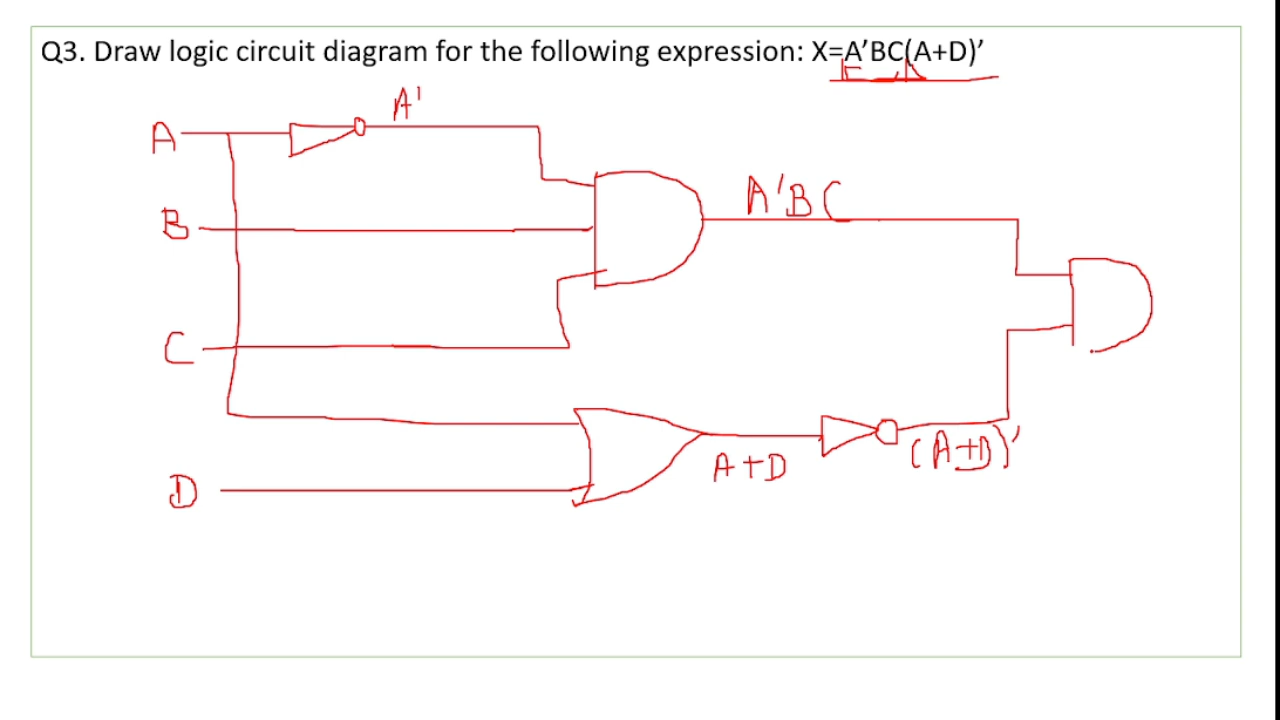 Q3. Draw logic circuit diagram for the following expression: X=A’BC(A+D)’
A'
A
A'BC
B
C
(A+D)'
A+D
D